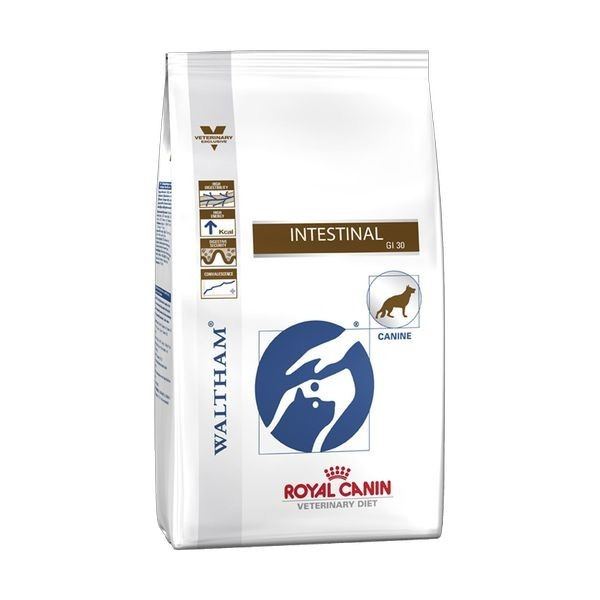 VETERINARY
EXCLUSIVE
HIGH
DIGESTIBILITY
HIGH
ENERGY
Kcal
DIGESTIVE
SECURITY
CONVALESCENCE
INTESTINAL
GI 30
CANINE
WALTHAM®
®
ROYAL CANIN
VETERINARY DIET